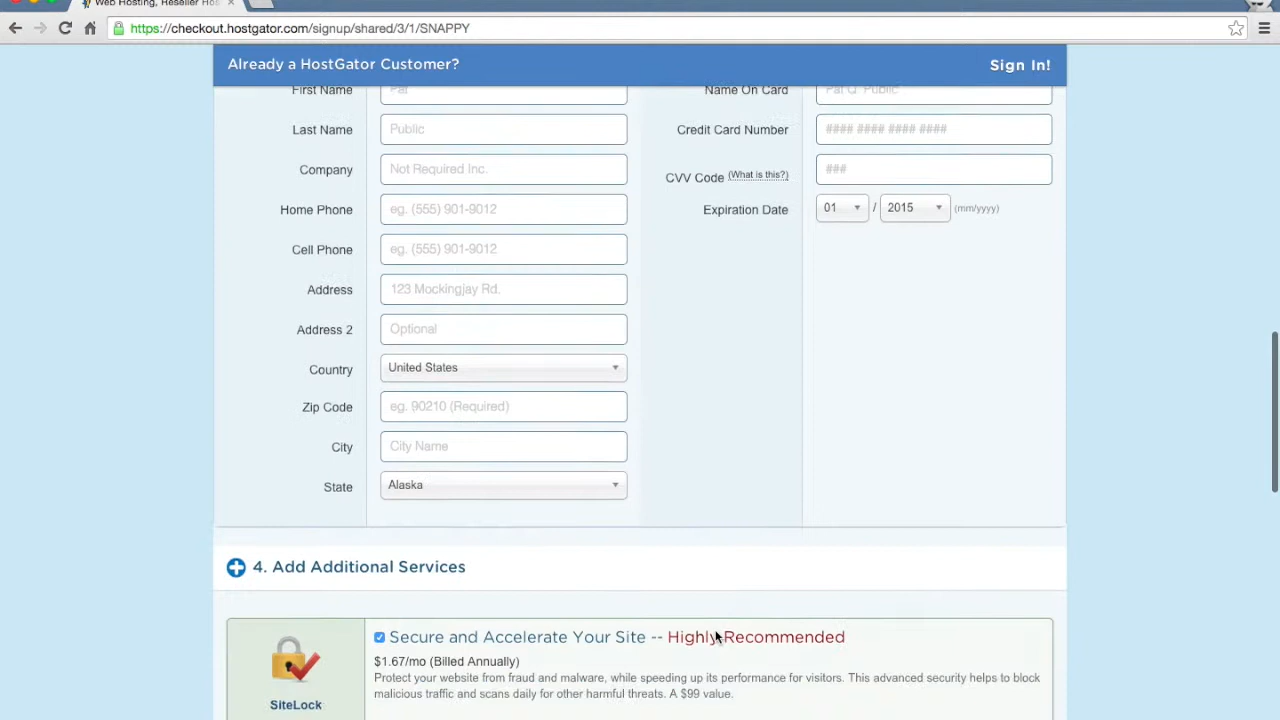 Web Hosting, Reseller Hos
https://checkout.hostgator.com/signup/shared/3/1/SNAPPY
Already a HostGator Customer?
Sign In!
First Name
Pat
Name On Card
Pat Q. Public
Last Name
Public
Credit Card Number
#### #### #### ####
Company
Not Required Inc.
CVV Code (What is this?)
###
Home Phone
eg. (555) 901-9012
Expiration Date
01 / 2015 (mm/yyyy)
Cell Phone
eg. (555) 901-9012
Address
123 Mockingjay Rd.
Address 2
Optional
Country
United States
Zip Code
eg. 90210 (Required)
City
City Name
State
Alaska
4. Add Additional Services
Secure and Accelerate Your Site -- Highly Recommended
$1.67/mo (Billed Annually)
Protect your website from fraud and malware, while speeding up its performance for visitors. This advanced security helps to block
malicious traffic and scans daily for other harmful threats. A $99 value.
SiteLock